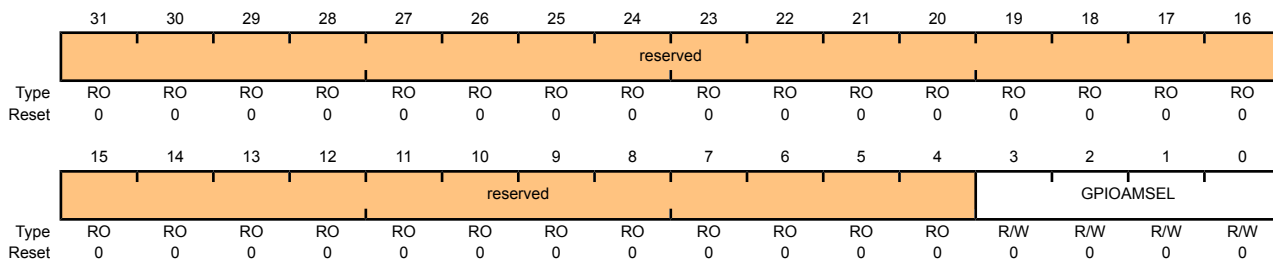 31 30 29 28 27 26 25 24 23 22 21 20 19 18 17 16
reserved
Type RO RO RO RO RO RO RO RO RO RO RO RO RO RO RO RO
Reset 0 0 0 0 0 0 0 0 0 0 0 0 0 0 0 0
15 14 13 12 11 10 9 8 7 6 5 4 3 2 1 0
reserved GPIOAMSEL
Type RO RO RO RO RO RO RO RO RO RO RO RO R/W R/W R/W R/W
Reset 0 0 0 0 0 0 0 0 0 0 0 0 0 0 0 0